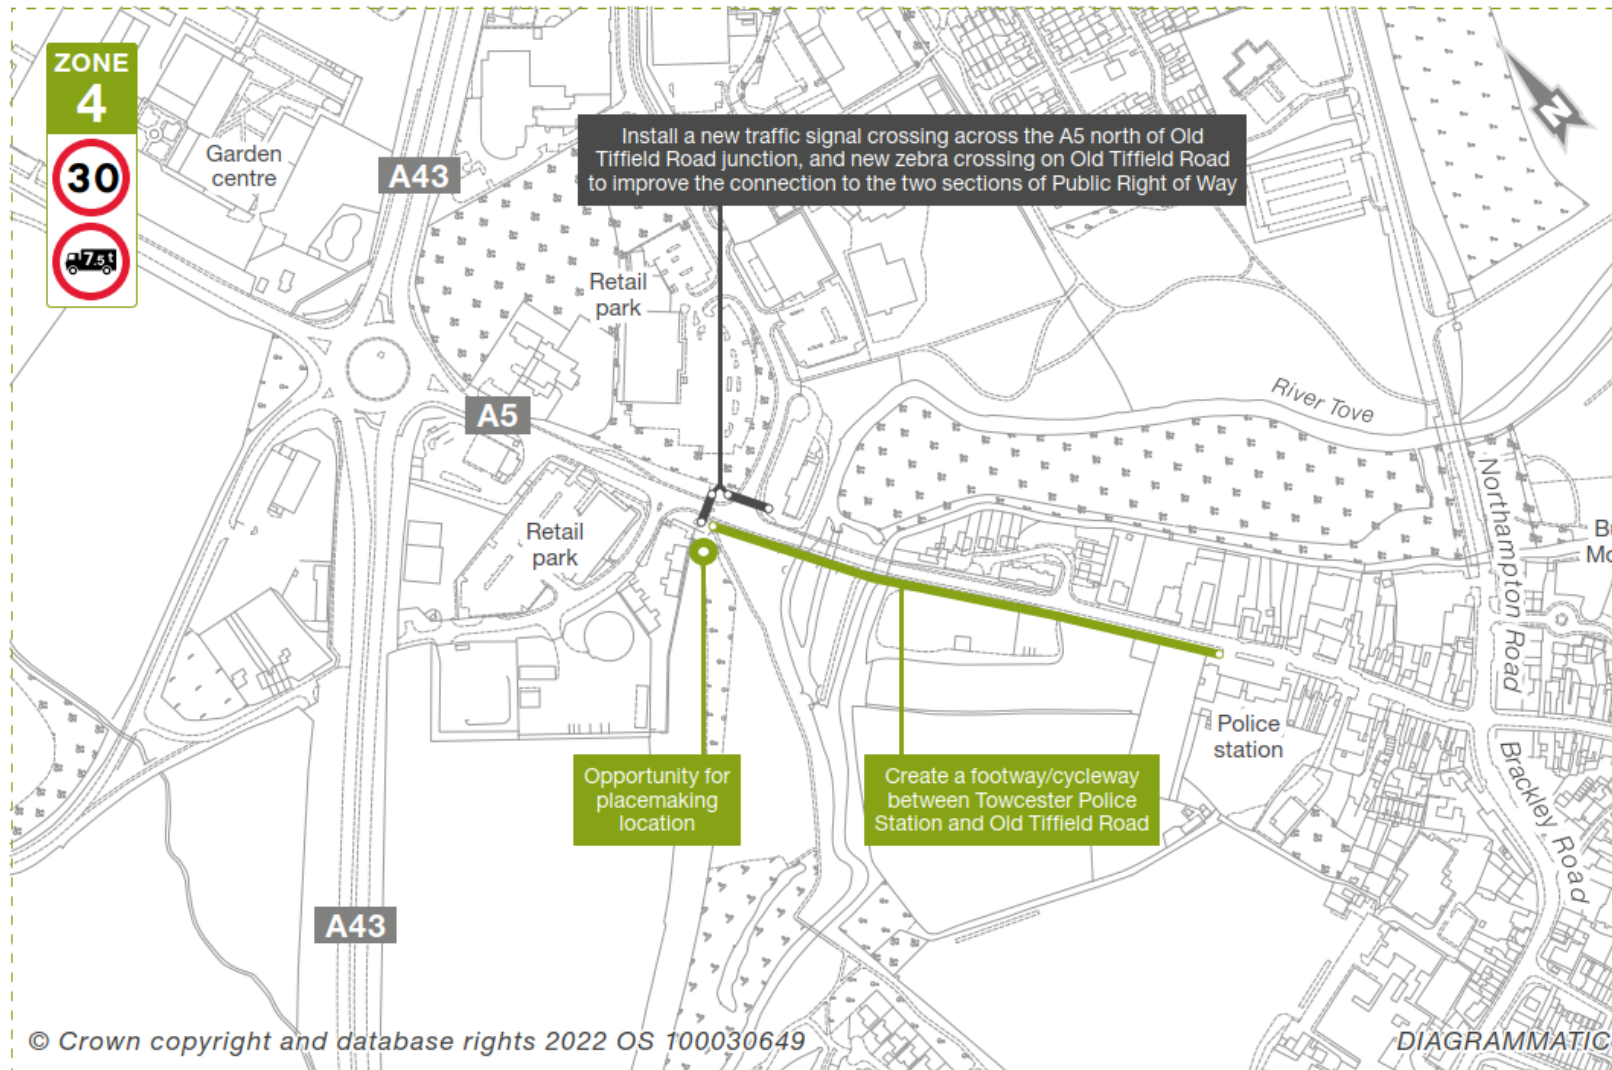 ZONE
4
30
7.5t
Garden
centre
A43
Install a new traffic signal crossing across the A5 north of Old
Tiffield Road junction, and new zebra crossing on Old Tiffield Road
to improve the connection to the two sections of Public Right of Way
N
Retail
park
A5
River Tove
Retail
park
Northampton Road
Police
station
Opportunity for
placemaking
location
Create a footway/cycleway
between Towcester Police
Station and Old Tiffield Road
Brackley Road
A43
© Crown copyright and database rights 2022 OS 100030649
DIAGRAMMATIC